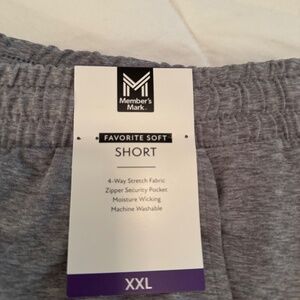 Member's
Mark
FAVORITE SOFT
SHORT
4-Way Stretch Fabric
Zipper Security Pocket
Moisture Wicking
Machine Washable
XXL